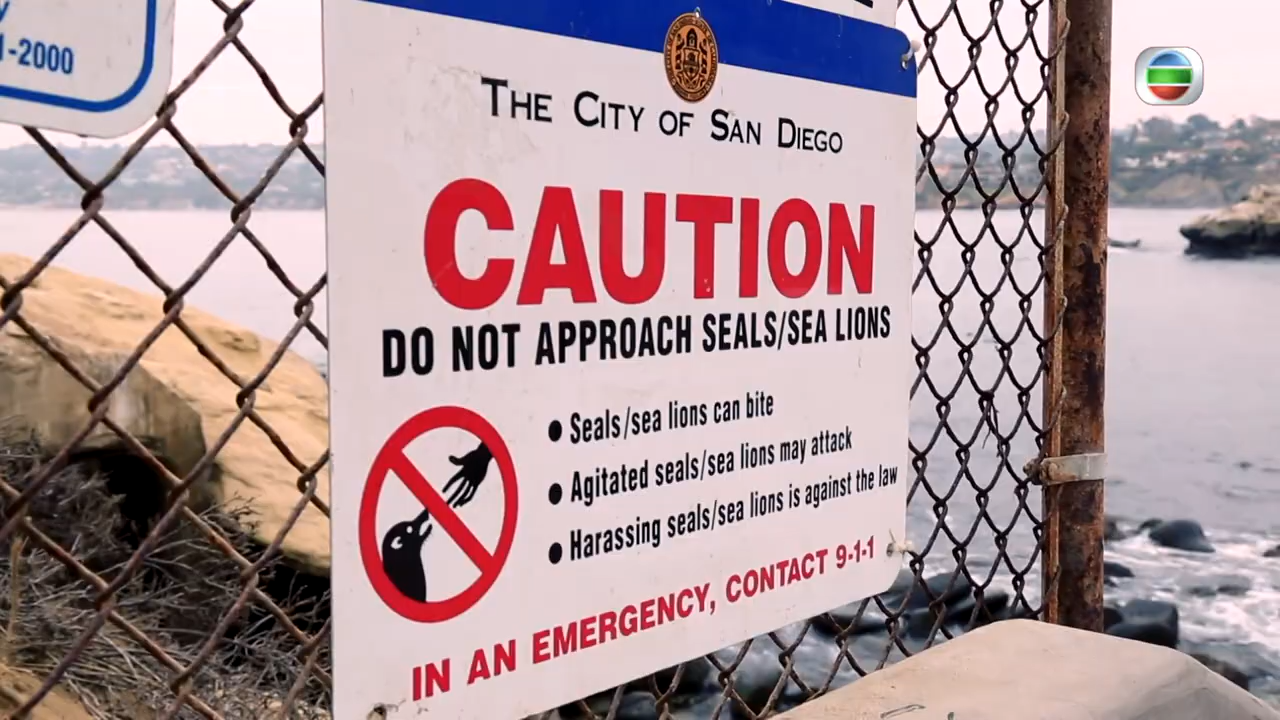 1-2000
THE CITY OF SAN DIEGO
CAUTION
DO NOT APPROACH SEALS/SEA LIONS
● Seals/sea lions can bite
● Agitated seals/sea lions may attack
● Harassing seals/sea lions is against the law
IN AN EMERGENCY, CONTACT 9-1-1